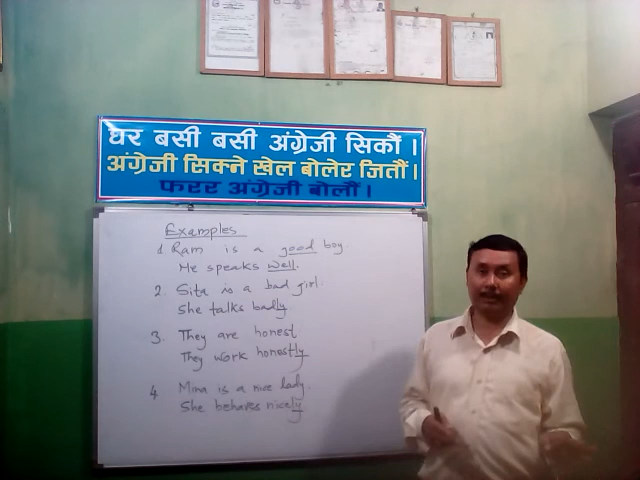 घर बसी बसी अंग्रेजी सिकौं ।
अंग्रेजी सिक्ने खेल बोलेर जितौं ।
फरर अंग्रेजी बोलौं ।
Examples
1 Ram is a good boy
He speaks well.
2. Sita is a bad girl.
She talks badly
3. They are honest.
They work honestly
4 Mina is a nice lady.
She behaves nicely